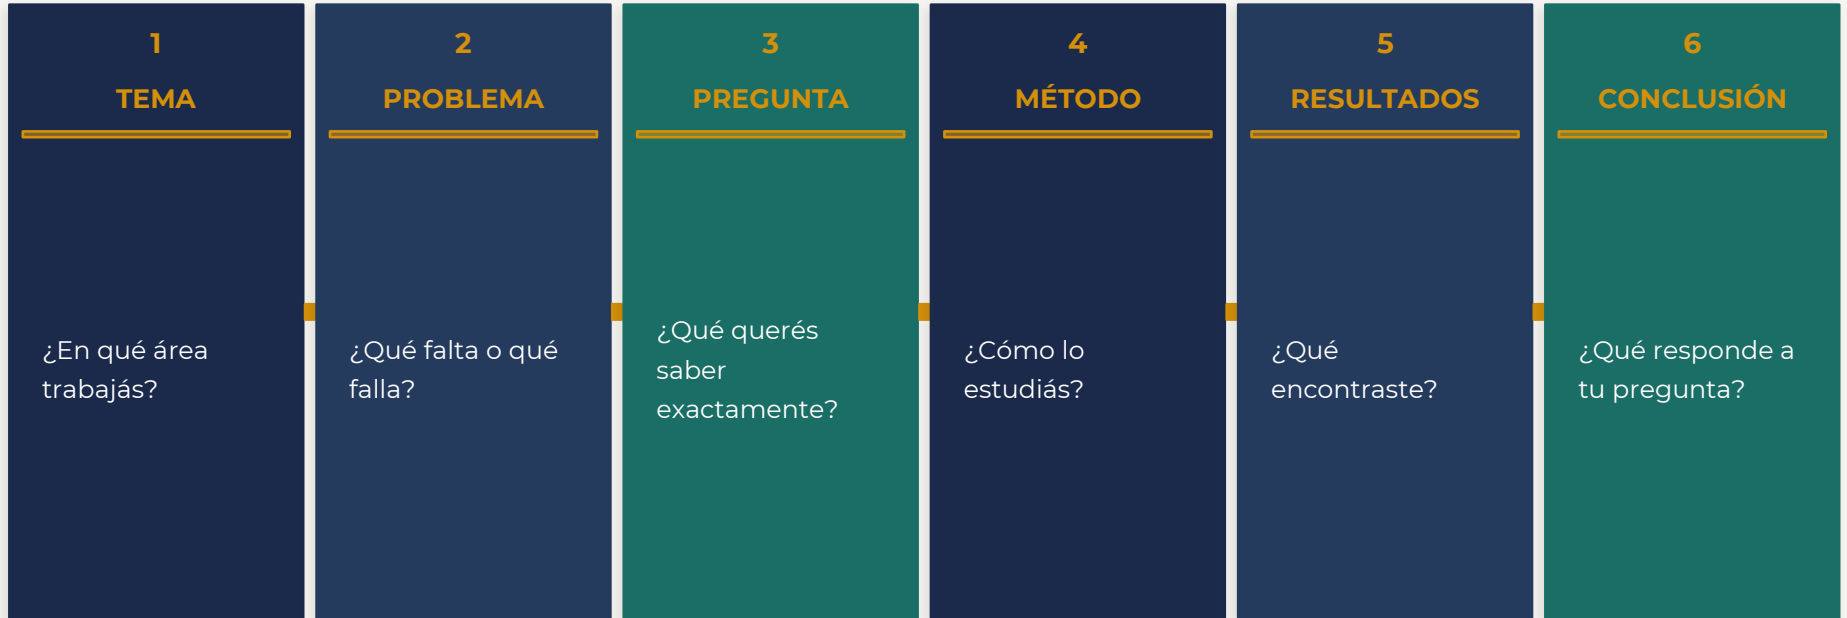 1
TEMA
¿En qué área
trabajás?
2
PROBLEMA
¿Qué falta o qué
falla?
3
PREGUNTA
¿Qué querés
saber
exactamente?
4
MÉTODO
¿Cómo lo
estudiás?
5
RESULTADOS
¿Qué
encontraste?
6
CONCLUSIÓN
¿Qué responde a
tu pregunta?